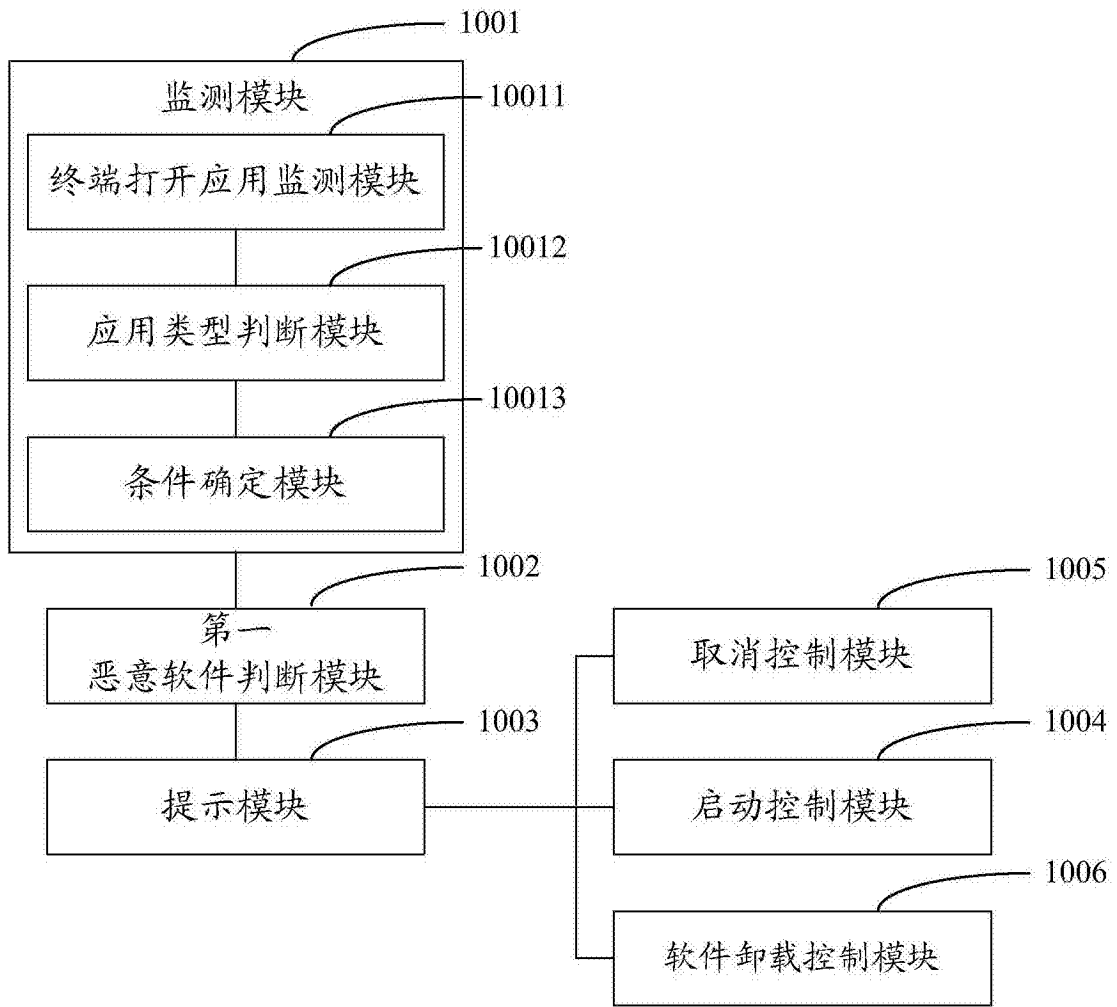 1001
监测模块
10011
终端打开应用监测模块
10012
应用类型判断模块
10013
条件确定模块
1002
第一
恶意软件判断模块
1003
提示模块
1005
取消控制模块
1004
启动控制模块
1006
软件卸载控制模块